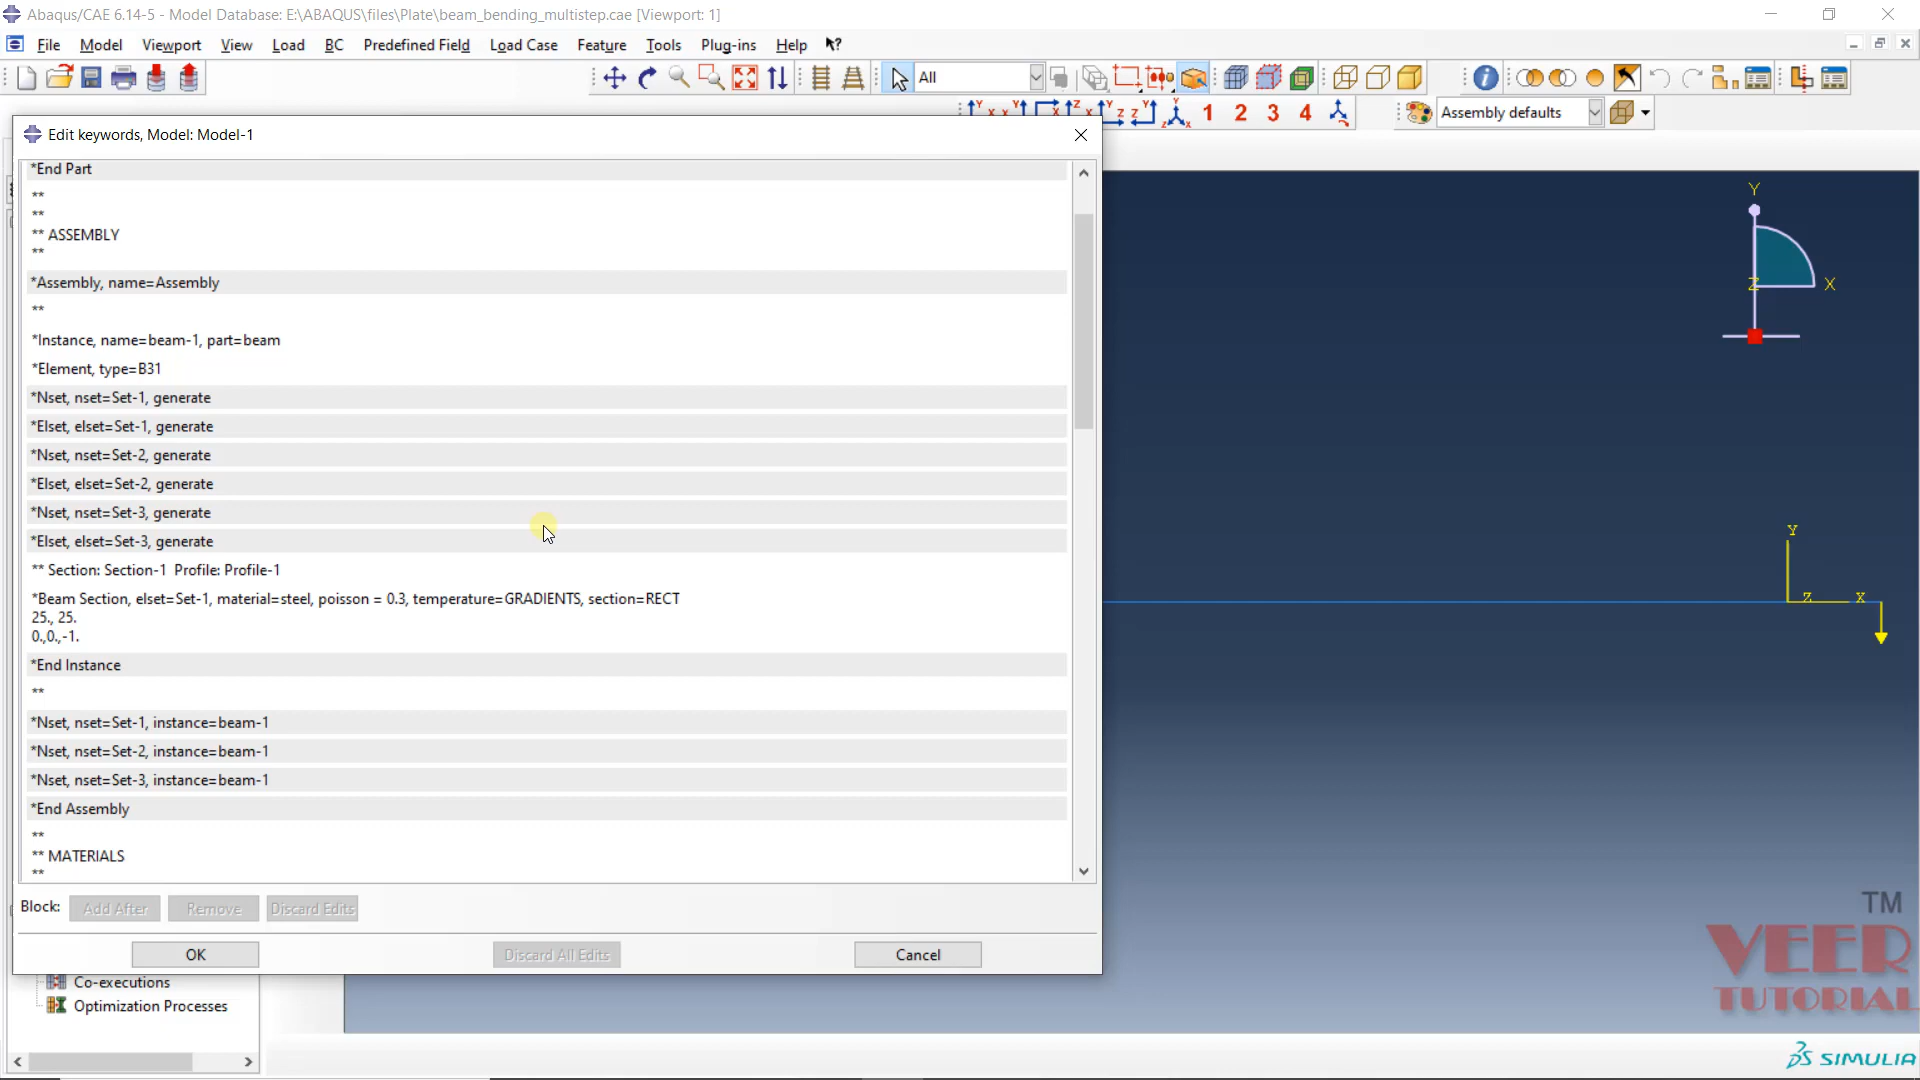 Abaqus/CAE 6.14-5 - Model Database: E:\ABAQUS\files\Plate\beam_bending_multistep.cae [Viewport: 1]
File Model Viewport View Load BC Predefined Field Load Case Feature Tools Plug-ins Help
All
1 2 3 4
Assembly defaults
Edit keywords, Model: Model-1
*End Part
**
**
** ASSEMBLY
**
*Assembly, name=Assembly
**
*Instance, name=beam-1, part=beam
*Element, type=B31
*Nset, nset=Set-1, generate
*Elset, elset=Set-1, generate
*Nset, nset=Set-2, generate
*Elset, elset=Set-2, generate
*Nset, nset=Set-3, generate
*Elset, elset=Set-3, generate
** Section: Section-1  Profile: Profile-1
*Beam Section, elset=Set-1, material=steel, poisson = 0.3, temperature=GRADIENTS, section=RECT
25., 25.
0.,0.,-1.
*End Instance
**
*Nset, nset=Set-1, instance=beam-1
*Nset, nset=Set-2, instance=beam-1
*Nset, nset=Set-3, instance=beam-1
*End Assembly
**
** MATERIALS
**
Block: Add After Remove Discard Edits
OK Discard All Edits Cancel
Co-executions
Optimization Processes
Y
Z X
Y
Z X
TM
VEER
TUTORIAL
SIMULIA